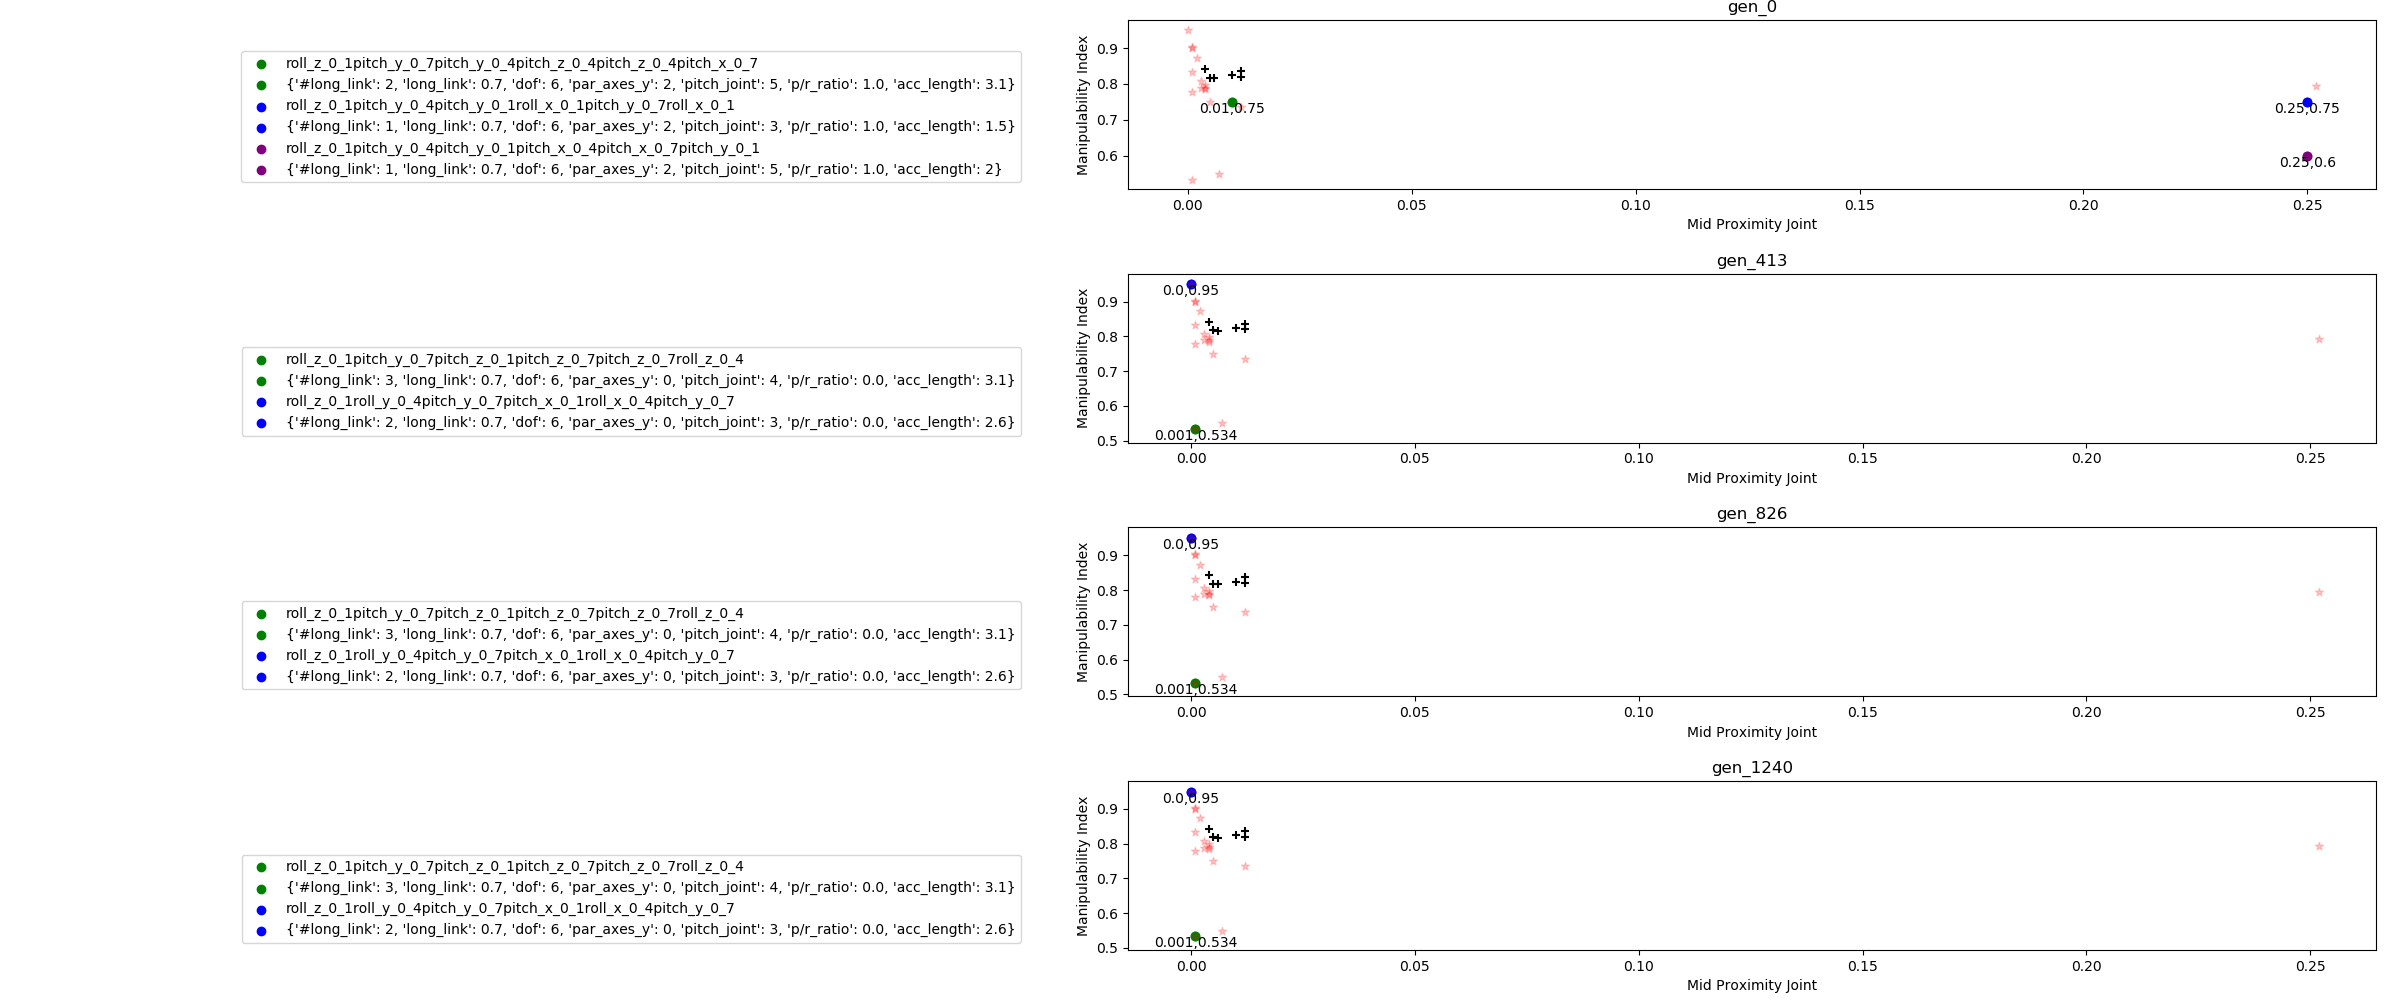 gen_0
roll_z_0_1pitch_y_0_7pitch_y_0_4pitch_z_0_4pitch_z_0_4pitch_x_0_7
{'#long_link': 2, 'long_link': 0.7, 'dof': 6, 'par_axes_y': 2, 'pitch_joint': 5, 'p/r_ratio': 1.0, 'acc_length': 3.1}
roll_z_0_1pitch_y_0_4pitch_y_0_1roll_x_0_1pitch_y_0_7roll_x_0_1
{'#long_link': 1, 'long_link': 0.7, 'dof': 6, 'par_axes_y': 2, 'pitch_joint': 3, 'p/r_ratio': 1.0, 'acc_length': 1.5}
roll_z_0_1pitch_y_0_4pitch_y_0_1pitch_x_0_4pitch_x_0_7pitch_y_0_1
{'#long_link': 1, 'long_link': 0.7, 'dof': 6, 'par_axes_y': 2, 'pitch_joint': 5, 'p/r_ratio': 1.0, 'acc_length': 2}
Manipulability Index
0.9
0.8
0.7
0.6
0.01,0.75
0.25,0.75
0.25,0.6
0.00 0.05 0.10 0.15 0.20 0.25
Mid Proximity Joint
gen_413
roll_z_0_1pitch_y_0_7pitch_z_0_1pitch_z_0_7pitch_z_0_7roll_z_0_4
{'#long_link': 3, 'long_link': 0.7, 'dof': 6, 'par_axes_y': 0, 'pitch_joint': 4, 'p/r_ratio': 0.0, 'acc_length': 3.1}
roll_z_0_1roll_y_0_4pitch_y_0_7pitch_x_0_1roll_x_0_4pitch_y_0_7
{'#long_link': 2, 'long_link': 0.7, 'dof': 6, 'par_axes_y': 0, 'pitch_joint': 3, 'p/r_ratio': 0.0, 'acc_length': 2.6}
Manipulability Index
0.9
0.8
0.7
0.6
0.5
0.0,0.95
0.001,0.534
0.00 0.05 0.10 0.15 0.20 0.25
Mid Proximity Joint
gen_826
roll_z_0_1pitch_y_0_7pitch_z_0_1pitch_z_0_7pitch_z_0_7roll_z_0_4
{'#long_link': 3, 'long_link': 0.7, 'dof': 6, 'par_axes_y': 0, 'pitch_joint': 4, 'p/r_ratio': 0.0, 'acc_length': 3.1}
roll_z_0_1roll_y_0_4pitch_y_0_7pitch_x_0_1roll_x_0_4pitch_y_0_7
{'#long_link': 2, 'long_link': 0.7, 'dof': 6, 'par_axes_y': 0, 'pitch_joint': 3, 'p/r_ratio': 0.0, 'acc_length': 2.6}
Manipulability Index
0.9
0.8
0.7
0.6
0.5
0.0,0.95
0.001,0.534
0.00 0.05 0.10 0.15 0.20 0.25
Mid Proximity Joint
gen_1240
roll_z_0_1pitch_y_0_7pitch_z_0_1pitch_z_0_7pitch_z_0_7roll_z_0_4
{'#long_link': 3, 'long_link': 0.7, 'dof': 6, 'par_axes_y': 0, 'pitch_joint': 4, 'p/r_ratio': 0.0, 'acc_length': 3.1}
roll_z_0_1roll_y_0_4pitch_y_0_7pitch_x_0_1roll_x_0_4pitch_y_0_7
{'#long_link': 2, 'long_link': 0.7, 'dof': 6, 'par_axes_y': 0, 'pitch_joint': 3, 'p/r_ratio': 0.0, 'acc_length': 2.6}
Manipulability Index
0.9
0.8
0.7
0.6
0.5
0.0,0.95
0.001,0.534
0.00 0.05 0.10 0.15 0.20 0.25
Mid Proximity Joint